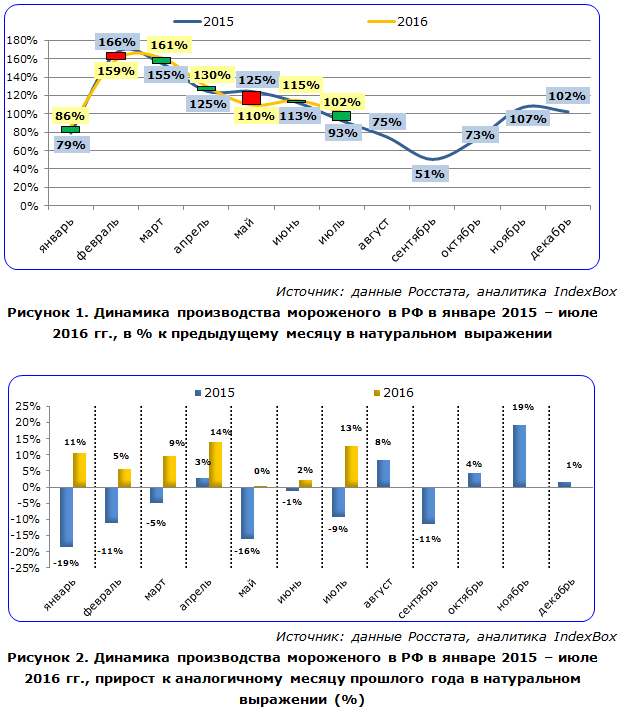 2015 2016
180%
160%
140%
120%
100%
80%
60%
40%
20%
0%
86% 166% 161% 130% 125% 115% 102% 75% 51% 73% 107% 102%
79% 159% 155% 125% 110% 113% 93%
январь февраль март апрель май июнь июль август сентябрь октябрь ноябрь декабрь
Источник: данные Росстата, аналитика IndexBox
Рисунок 1. Динамика производства мороженого в РФ в январе 2015 – июле
2016 гг., в % к предыдущему месяцу в натуральном выражении
2015 2016
25%
20%
15%
10%
5%
0%
-5%
-10%
-15%
-20%
-25%
11% 5% 9% 3% 14% 0% 2% 13% 8% 4% 19% 1%
-19% -11% -5% -16% -1% -9% -11%
январь февраль март апрель май июнь июль август сентябрь октябрь ноябрь декабрь
Источник: данные Росстата, аналитика IndexBox
Рисунок 2. Динамика производства мороженого в РФ в январе 2015 – июле
2016 гг., прирост к аналогичному месяцу прошлого года в натуральном
выражении (%)